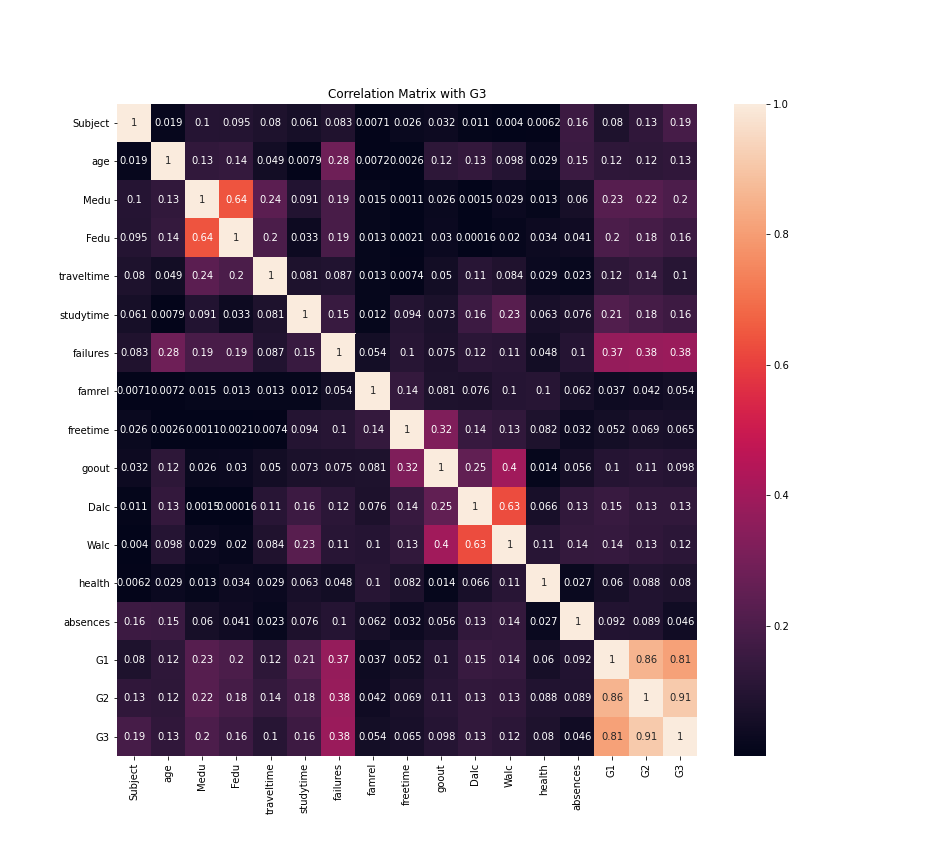 Correlation Matrix with G3
Subject 1 0.019 0.1 0.095 0.08 0.061 0.083 0.0071 0.026 0.032 0.011 0.004 0.0062 0.16 0.08 0.13 0.19
age 0.019 1 0.13 0.14 0.049 0.0079 0.28 0.0072 0.0026 0.12 0.13 0.098 0.029 0.15 0.12 0.12 0.13
Medu 0.1 0.13 1 0.64 0.24 0.091 0.19 0.015 0.0011 0.026 0.0015 0.029 0.013 0.06 0.23 0.22 0.2
Fedu 0.095 0.14 0.64 1 0.2 0.033 0.19 0.013 0.0021 0.03 0.00016 0.02 0.034 0.041 0.2 0.18 0.16
traveltime 0.08 0.049 0.24 0.2 1 0.081 0.087 0.013 0.0074 0.05 0.11 0.084 0.029 0.023 0.12 0.14 0.1
studytime 0.061 0.0079 0.091 0.033 0.081 1 0.15 0.012 0.094 0.073 0.16 0.23 0.063 0.076 0.21 0.18 0.16
failures 0.083 0.28 0.19 0.19 0.087 0.15 1 0.054 0.1 0.075 0.12 0.11 0.048 0.1 0.37 0.38 0.38
famrel 0.0071 0.0072 0.015 0.013 0.013 0.012 0.054 1 0.14 0.081 0.076 0.1 0.1 0.062 0.037 0.042 0.054
freetime 0.026 0.0026 0.0011 0.0021 0.0074 0.094 0.1 0.14 1 0.32 0.14 0.13 0.082 0.032 0.052 0.069 0.065
goout 0.032 0.12 0.026 0.03 0.05 0.073 0.075 0.081 0.32 1 0.25 0.4 0.014 0.056 0.1 0.11 0.098
Dalc 0.011 0.13 0.0015 0.00016 0.11 0.16 0.12 0.076 0.14 0.25 1 0.63 0.066 0.13 0.15 0.13 0.13
Walc 0.004 0.098 0.029 0.02 0.084 0.23 0.11 0.1 0.13 0.4 0.63 1 0.11 0.14 0.14 0.13 0.12
health 0.0062 0.029 0.013 0.034 0.029 0.063 0.048 0.1 0.082 0.014 0.066 0.11 1 0.027 0.06 0.088 0.08
absences 0.16 0.15 0.06 0.041 0.023 0.076 0.1 0.062 0.032 0.056 0.13 0.14 0.027 1 0.092 0.089 0.046
G1 0.08 0.12 0.23 0.2 0.12 0.21 0.37 0.037 0.052 0.1 0.15 0.14 0.06 0.092 1 0.86 0.81
G2 0.13 0.12 0.22 0.18 0.14 0.18 0.38 0.042 0.069 0.11 0.13 0.13 0.088 0.089 0.86 1 0.91
G3 0.19 0.13 0.2 0.16 0.1 0.16 0.38 0.054 0.065 0.098 0.13 0.12 0.08 0.046 0.81 0.91 1
Subject age Medu Fedu traveltime studytime failures famrel freetime goout Dalc Walc health absences G1 G2 G3
1.0
0.8
0.6
0.4
0.2